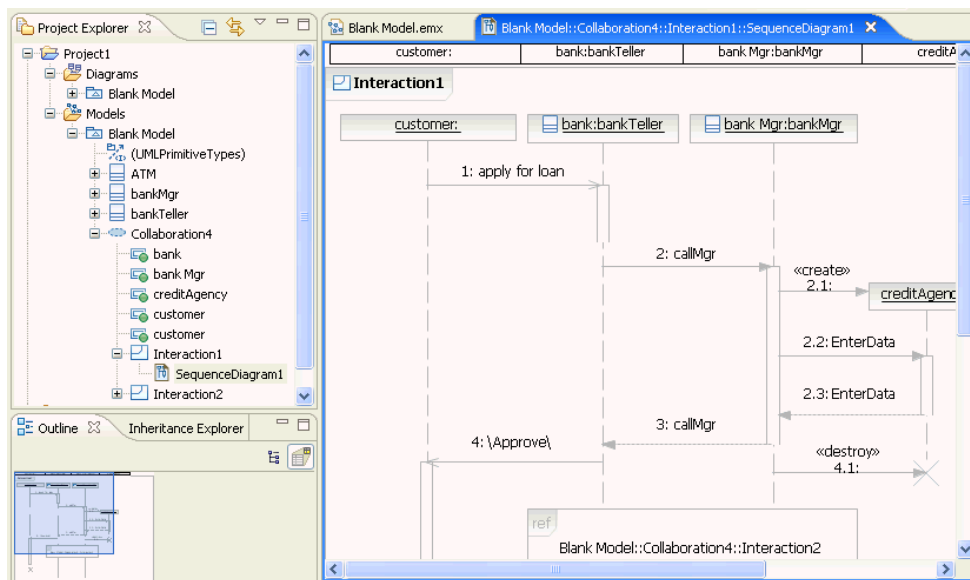 Project Explorer
Project1
Diagrams
Blank Model
Models
Blank Model
(UMLPrimitiveTypes)
ATM
bankMgr
bankTeller
Collaboration4
bank
bank Mgr
creditAgency
customer
customer
Interaction1
SequenceDiagram1
Interaction2
Outline
Inheritance Explorer
Blank Model.emx
Blank Model::Collaboration4::Interaction1::SequenceDiagram1
customer: bank:bankTeller bank Mgr:bankMgr creditA
Interaction1
customer: bank:bankTeller bank Mgr:bankMgr
1: apply for loan
2: callMgr
«create»
2.1:
creditAgenc
2.2: EnterData
2.3: EnterData
3: callMgr
4: \Approve\
«destroy»
4.1:
ref
Blank Model::Collaboration4::Interaction2